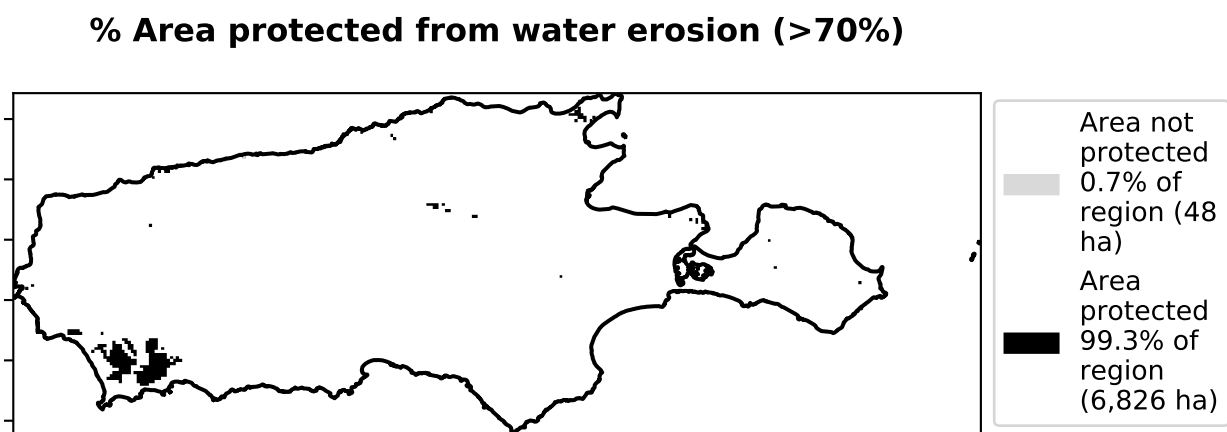 % Area protected from water erosion (>70%)
Area not
protected
0.7% of
region (48
ha)
Area
protected
99.3% of
region
(6,826 ha)